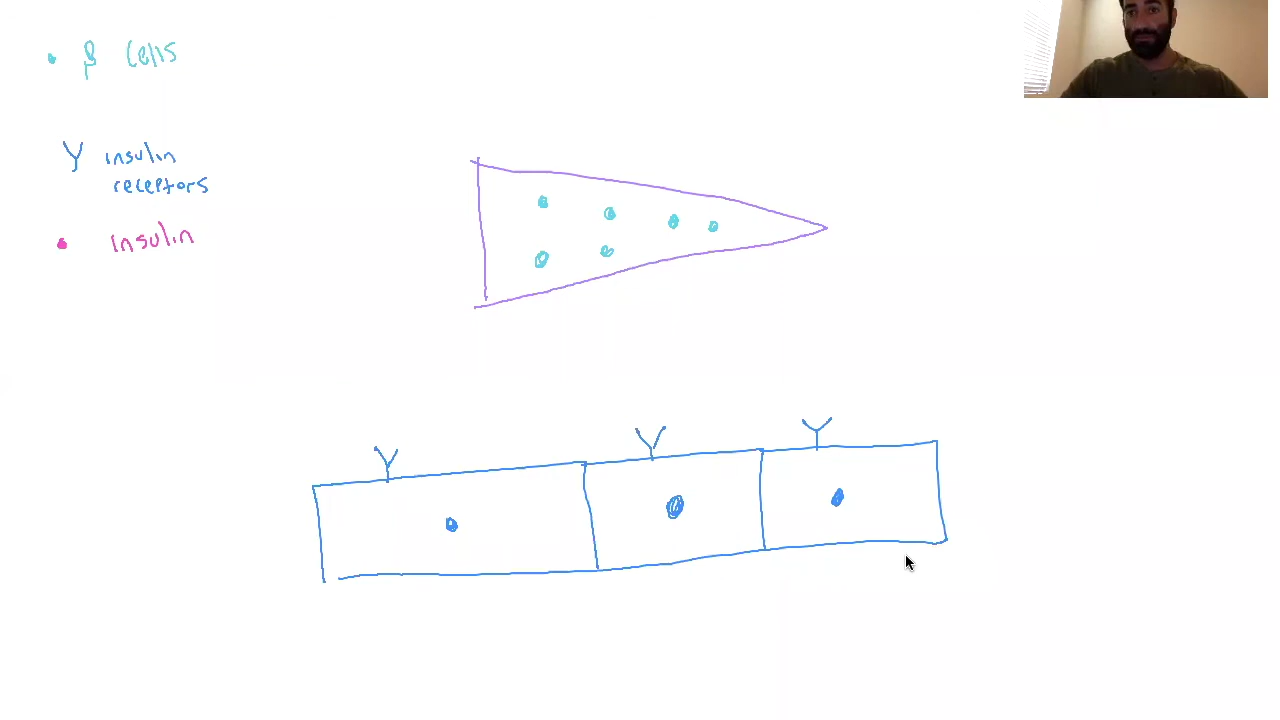 β cells
Y insulin
receptors
insulin
Y
Y
Y